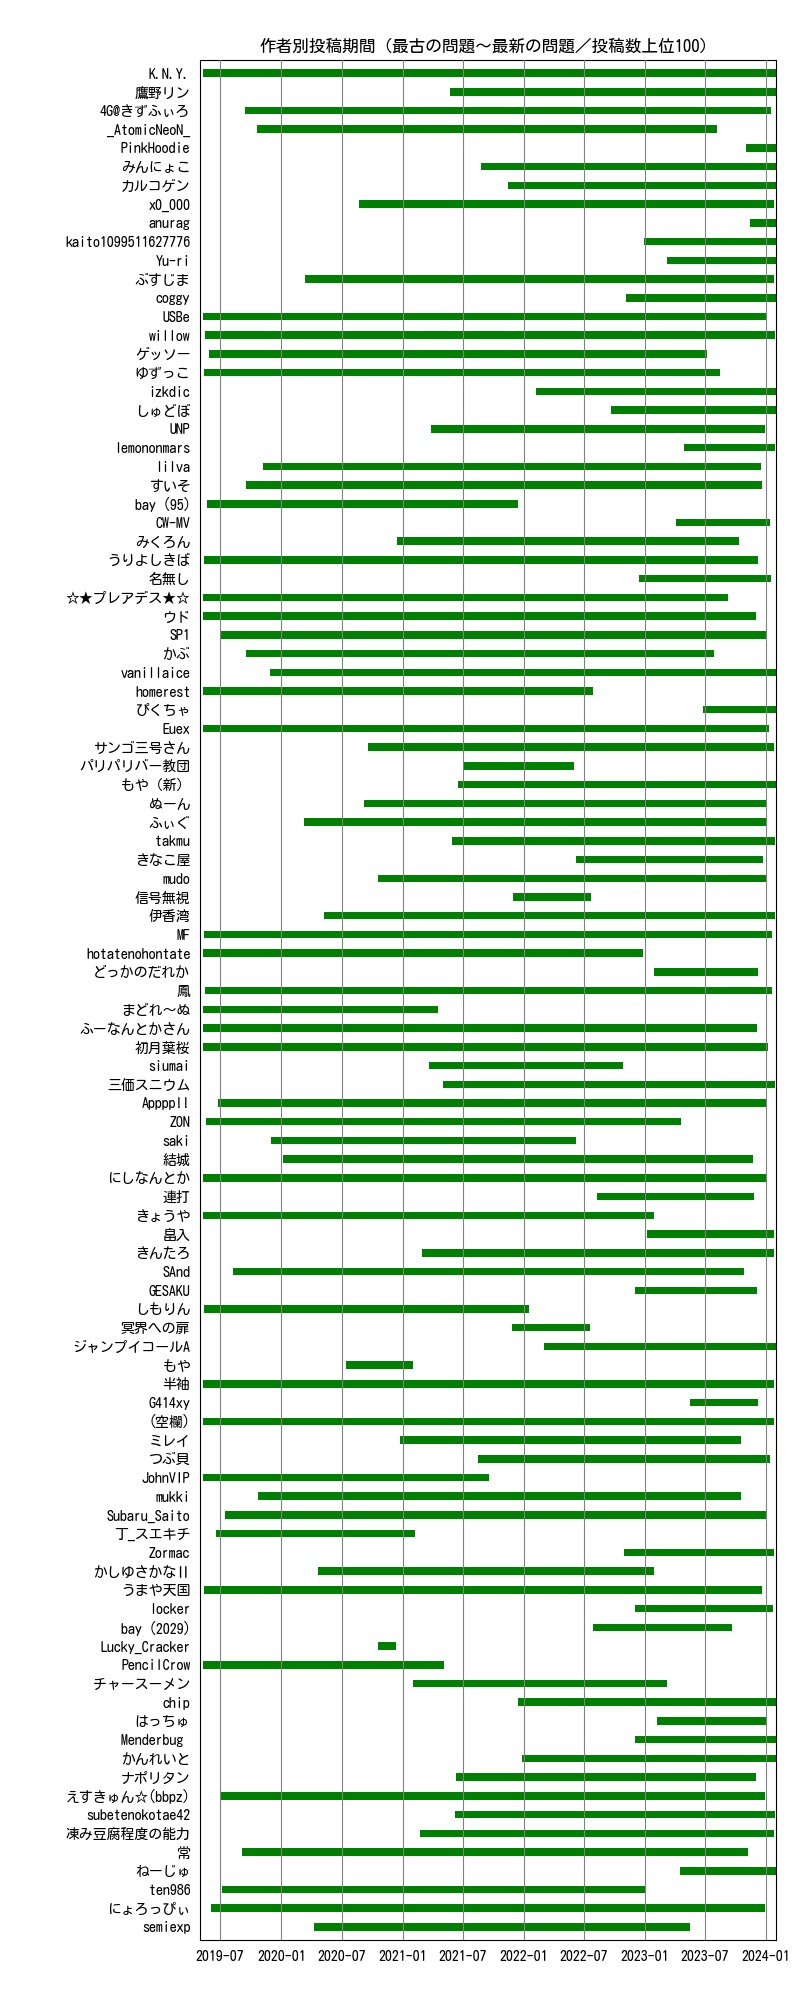 作者別投稿期間（最古の問題～最新の問題／投稿数上位100）
K.N.Y.
鷹野リン
4G@きずふぃろ
_AtomicNeoN_
PinkHoodie
みんにょこ
カルコゲン
x0_000
anurag
kaito1099511627776
Yu-ri
ぶすじま
coggy
USBe
willow
ゲッソー
ゆずっこ
izkdic
しゅどぼ
UNP
lemononmars
lilva
すいそ
bay (95)
CW-MV
みくろん
うりよしきば
名無し
☆★プレアデス★☆
ウド
SP1
かぶ
vanillaice
homerest
ぴくちゃ
Euex
サンゴ三号さん
パリパリバー教団
もや（新）
ぬーん
ふぃぐ
takmu
きなこ屋
mudo
信号無視
伊香湾
MF
hotatenohontate
どっかのだれか
鳳
まどれ～ぬ
ふーなんとかさん
初月葉桜
siumai
三価スニウム
Apppp11
ZON
saki
結城
にしなんとか
連打
きょうや
畠入
きんたろ
SAnd
GESAKU
しもりん
冥界への扉
ジャンプイコールA
もや
半袖
G414xy
(空欄)
ミレイ
つぶ貝
JohnVIP
mukki
Subaru_Saito
丁_スエキチ
Zormac
かしゆさかなⅡ
うまや天国
locker
bay (2029)
Lucky_Cracker
PencilCrow
チャースーメン
chip
はっちゅ
Menderbug
かんれいと
ナポリタン
えすきゅん☆(bbpz)
subetenokotae42
凍み豆腐程度の能力
常
ねーじゅ
ten986
にょろっぴぃ
semiexp
2019-07 2020-01 2020-07 2021-01 2021-07 2022-01 2022-07 2023-01 2023-07 2024-01